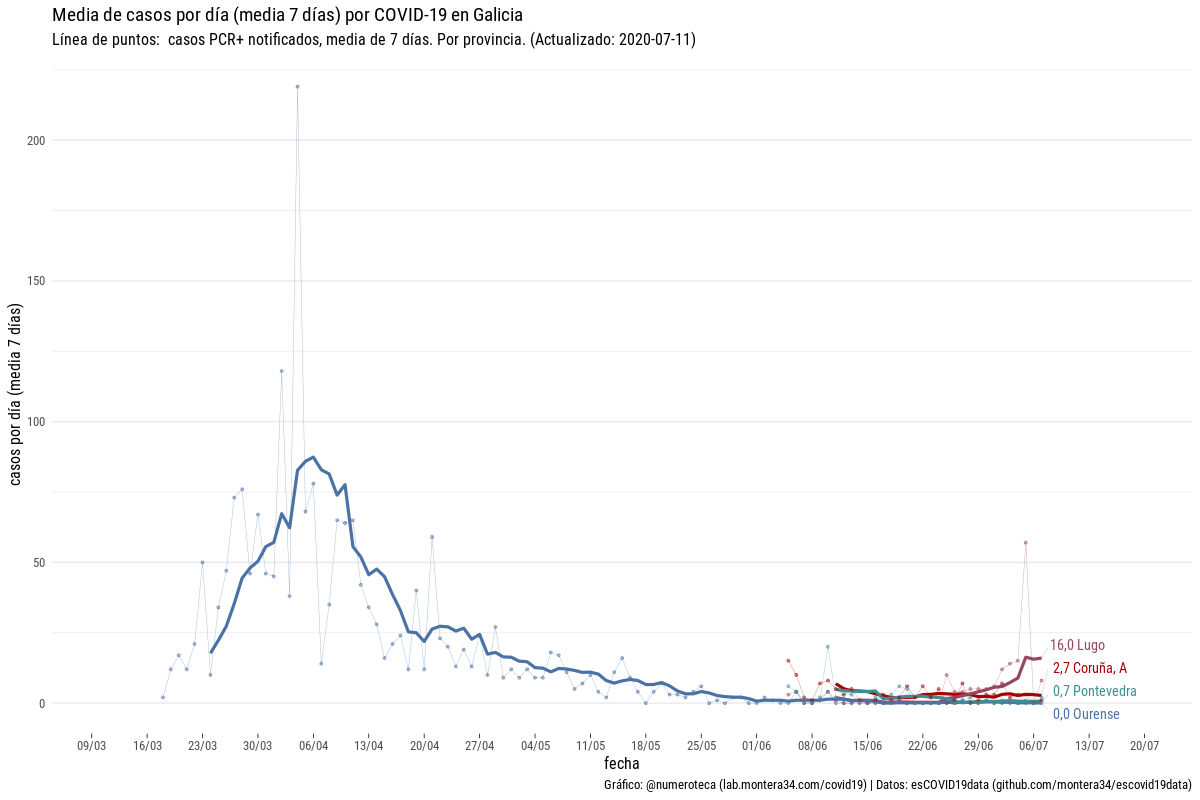 Media de casos por día (media 7 días) por COVID-19 en Galicia
Línea de puntos:  casos PCR+ notificados, media de 7 días. Por provincia. (Actualizado: 2020-07-11)
casos por día (media 7 días)
200
150
100
50
0
16,0 Lugo
2,7 Coruña, A
0,7 Pontevedra
0,0 Ourense
09/03 16/03 23/03 30/03 06/04 13/04 20/04 27/04 04/05 11/05 18/05 25/05 01/06 08/06 15/06 22/06 29/06 06/07 13/07 20/07
fecha
Gráfico: @numeroteca (lab.montera34.com/covid19) | Datos: esCOVID19data (github.com/montera34/escovid19data)